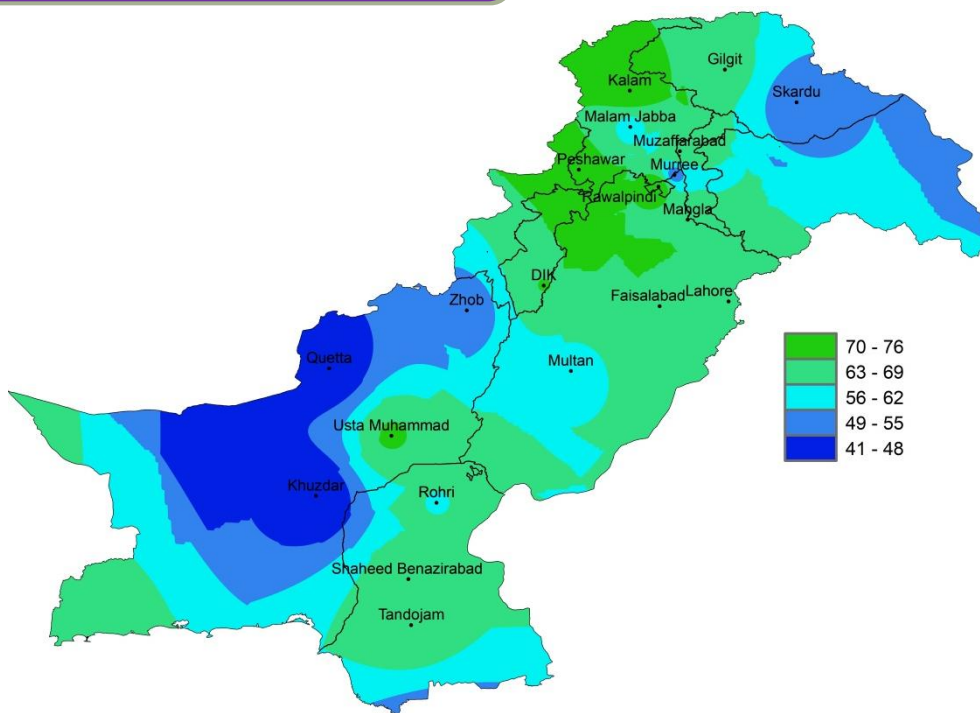 Gilgit
Kalam
Skardu
Malam Jabba
Muzaffarabad
Peshawar
Murree
Rawalpindi
Mangla
DIK
Zhob
Faisalabad
Lahore
Quetta
Multan
Usta Muhammad
Khuzdar
Rohri
Shaheed Benazirabad
Tandojam
70 - 76
63 - 69
56 - 62
49 - 55
41 - 48